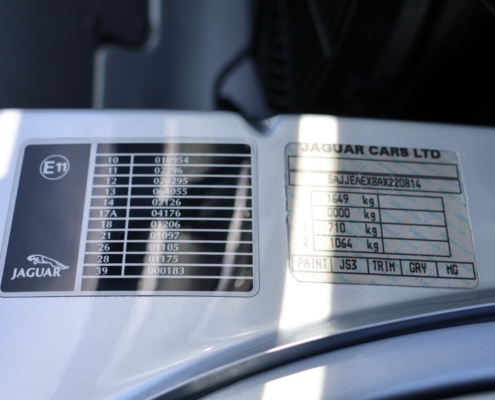 E11
JAGUAR
10 010954
11 02296
12 020295
13 064055
14 02126
17A 04176
18 01206
21 01097
26 01105
28 01175
39 000183
JAGUAR CARS LTD
SAJJEAEX8AX220814
1649 kg
0000 kg
1 710 kg
2 1064 kg
PAINT JS3 TRIM GRY MG